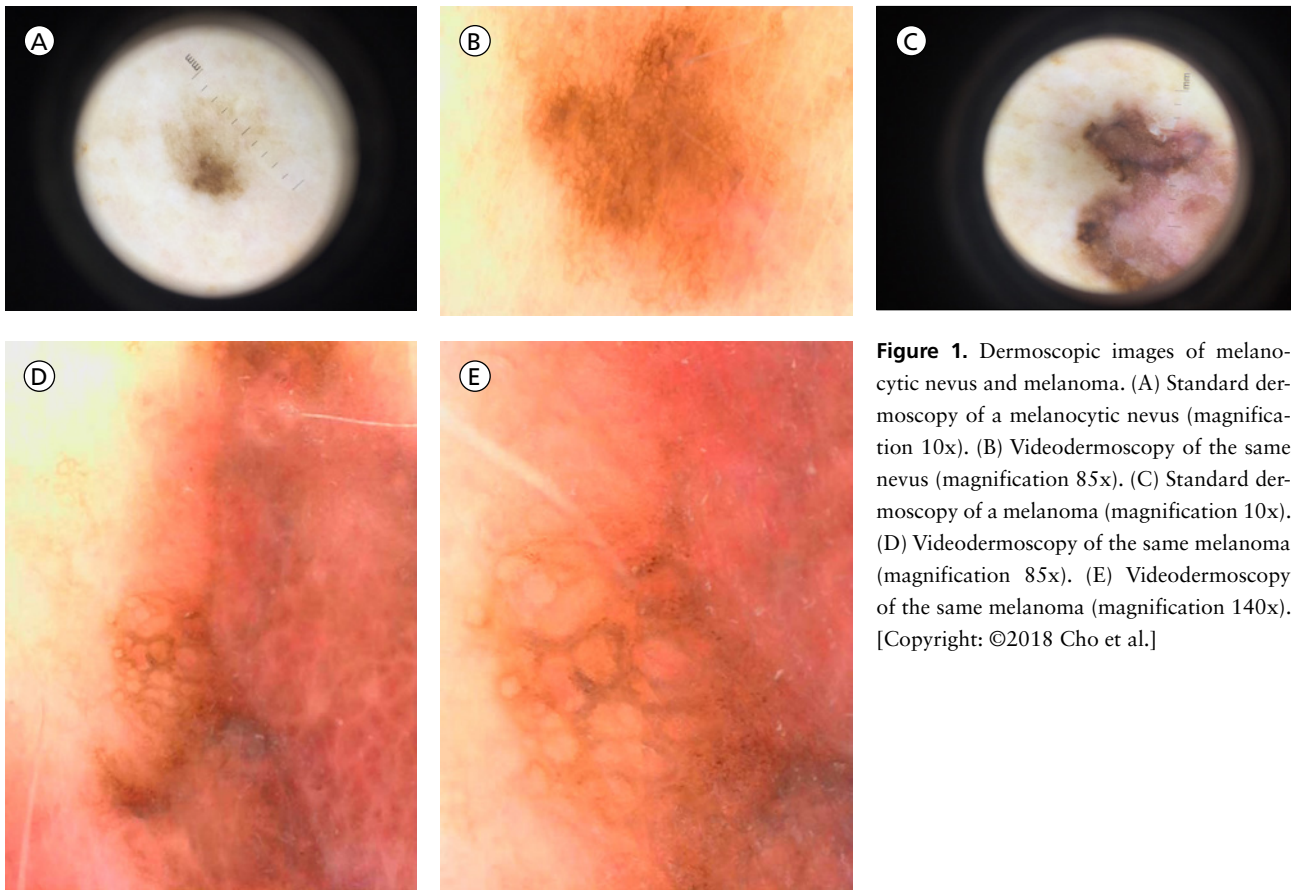 A
B
C
mm
mm
D
E
Figure 1. Dermoscopic images of melano-
cytic nevus and melanoma. (A) Standard der-
moscopy of a melanocytic nevus (magnifica-
tion 10x). (B) Videodermoscopy of the same
nevus (magnification 85x). (C) Standard der-
moscopy of a melanoma (magnification 10x).
(D) Videodermoscopy of the same melanoma
(magnification 85x). (E) Videodermoscopy
of the same melanoma (magnification 140x).
[Copyright: ©2018 Cho et al.]